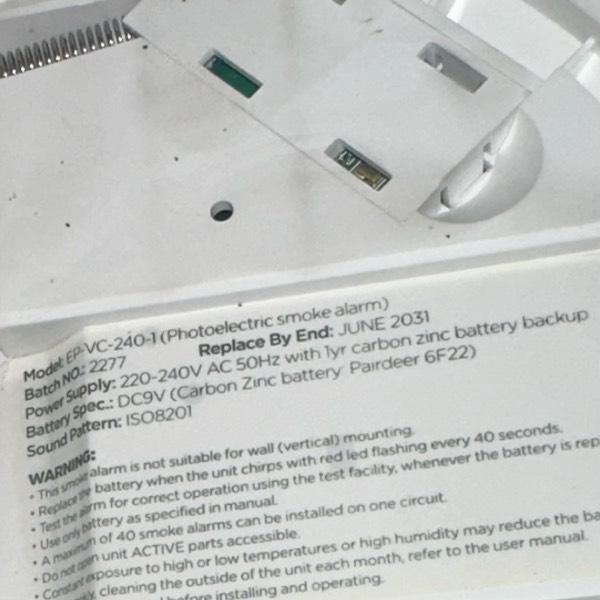 Model: EP-VC-240-1 (Photoelectric smoke alarm)
Batch NO.: 2277 Replace By End: JUNE 2031
Power Supply: 220-240V AC 50Hz with 1yr carbon zinc battery backup
Battery Spec.: DC9V (Carbon Zinc battery: Pairdeer 6F22)
Sound Pattern: ISO8201
WARNING:
• This smoke alarm is not suitable for wall (vertical) mounting.
• Replace the battery when the unit chirps with red led flashing every 40 seconds.
• Test the alarm for correct operation using the test facility, whenever the battery is rep
• Use only battery as specified in manual.
• A maximum of 40 smoke alarms can be installed on one circuit.
• Do not open unit ACTIVE parts accessible.
• Constant exposure to high or low temperatures or high humidity may reduce the ba
cleaning the outside of the unit each month, refer to the user manual.
before installing and operating.